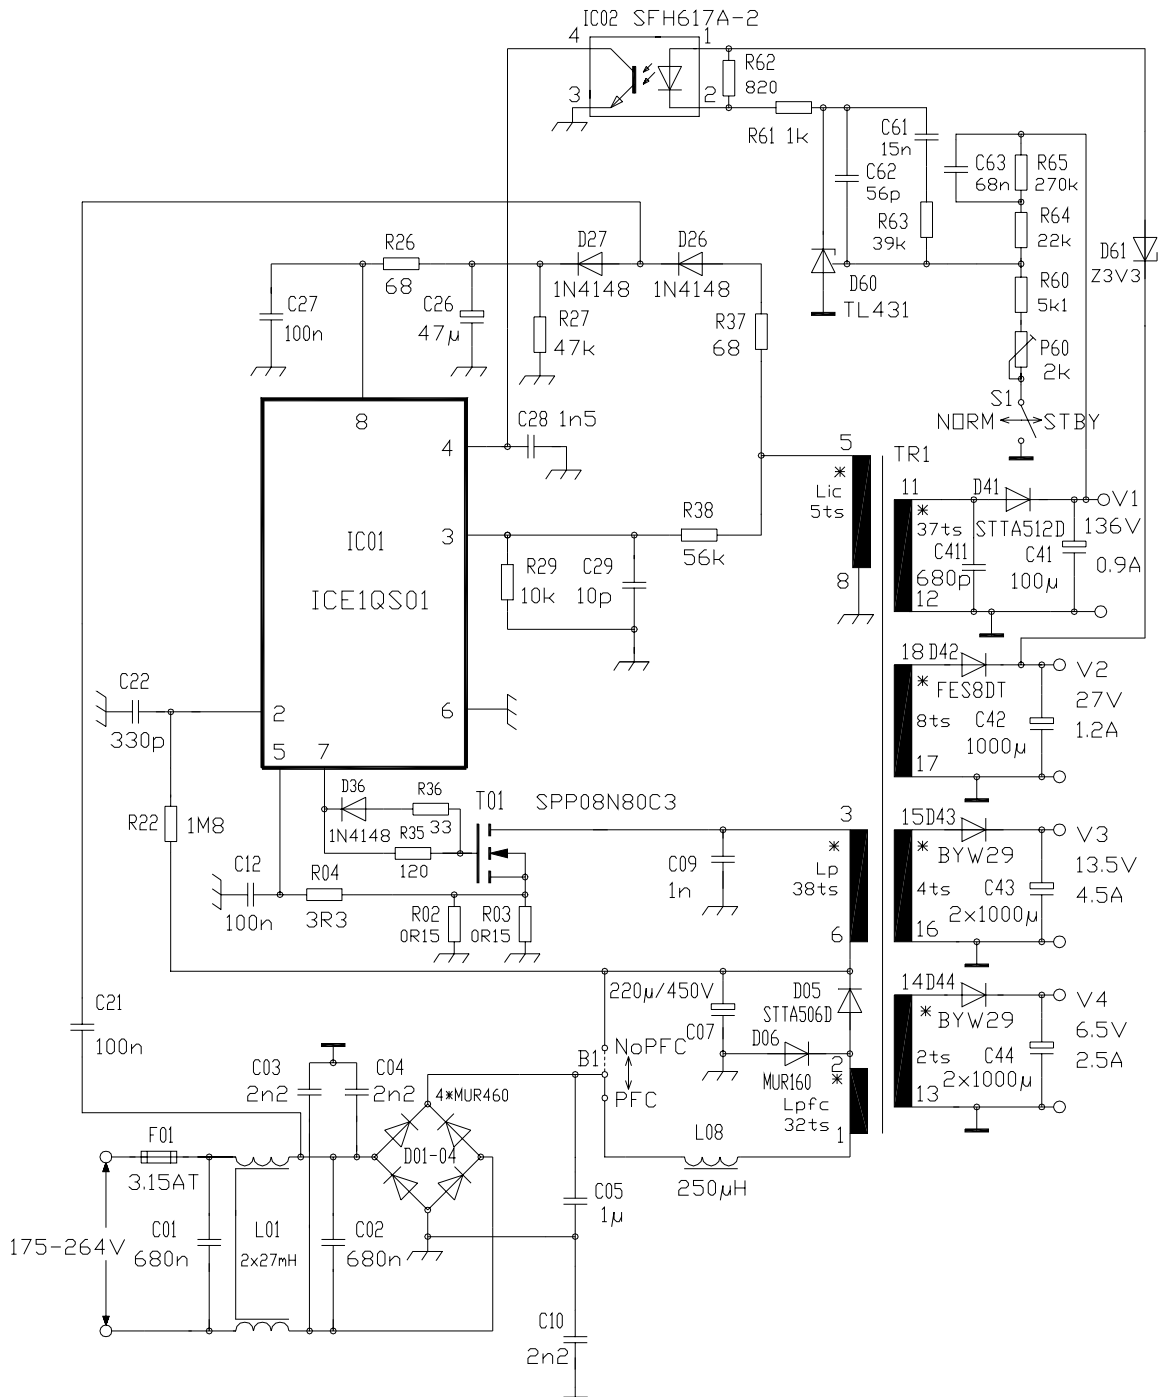 IC02 SFH617A-2
4
1
3
2
R62
820
R61 1k
C61
15n
C62
56p
R63
39k
C63
68n
R65
270k
R64
22k
R60
5k1
P60
2k
D61
Z3V3
D60
TL431
S1
NORM
STBY
R26
68
D27
1N4148
D26
1N4148
C27
100n
C26
47µ
R27
47k
R37
68
8
4
C28 1n5
IC01
ICE1QS01
3
R38
56k
R29
10k
C29
10p
2
6
5
7
C22
330p
R22
1M8
5
*
Lic
5ts
8
TR1
11
*
37ts
12
D41
STTA512D
C411
680p
C41
100µ
V1
136V
0.9A
18
D42
*
FES8DT
8ts
17
C42
1000µ
V2
27V
1.2A
D36
1N4148
R36
33
R35
120
T01
SPP08N80C3
C12
100n
R04
3R3
R02
0R15
R03
0R15
C09
1n
3
*
Lp
38ts
6
15
D43
*
BYW29
4ts
16
C43
2x1000µ
V3
13.5V
4.5A
C21
100n
220µ/450V
C07
D05
STTA506D
D06
MUR160
B1
NoPFC
PFC
2
*
Lpfc
32ts
1
14
D44
*
BYW29
2ts
13
C44
2x1000µ
V4
6.5V
2.5A
C03
2n2
C04
2n2
4*MUR460
D01-04
L08
250µH
F01
3.15AT
175-264V
C01
680n
L01
2x27mH
C02
680n
C05
1µ
C10
2n2